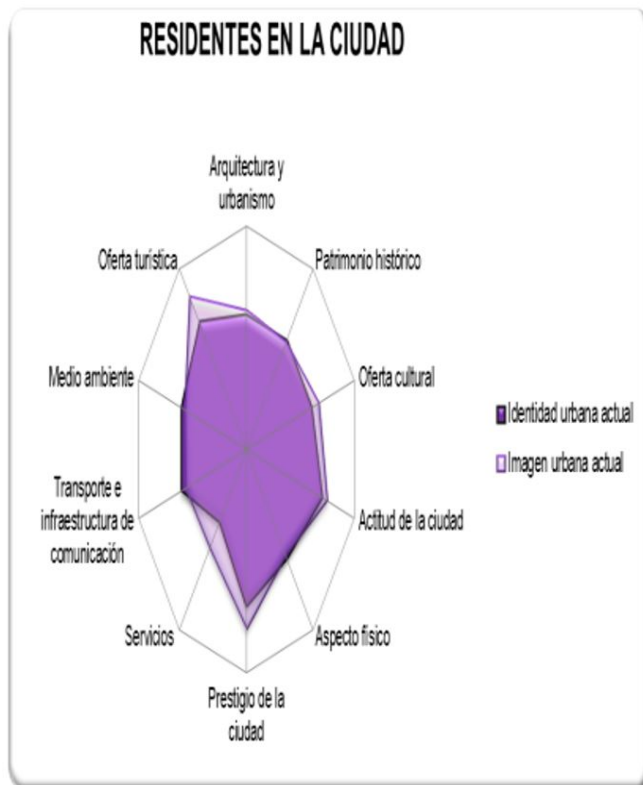 RESIDENTES EN LA CIUDAD
Arquitectura y
urbanismo
Oferta turística
Patrimonio histórico
Medio ambiente
Oferta cultural
Identidad urbana actual
Imagen urbana actual
Transporte e
infraestructura de
comunicación
Actitud de la ciudad
Servicios
Aspecto físico
Prestigio de la
ciudad